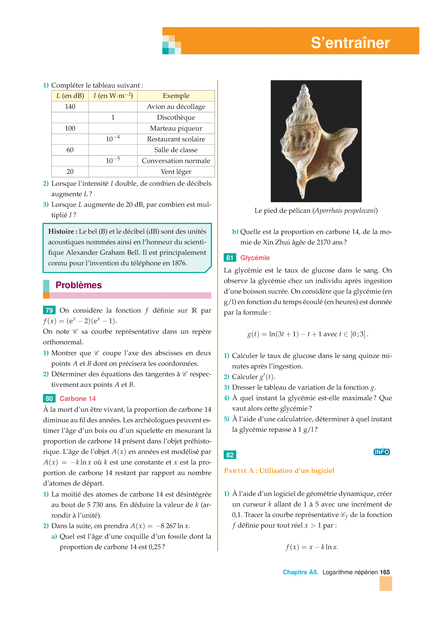 S'entraîner
1) Compléter le tableau suivant :
L (en dB) I (en W·m⁻²) Exemple
140 Avion au décollage
1 Discothèque
100 Marteau piqueur
10⁻⁴ Restaurant scolaire
60 Salle de classe
10⁻⁵ Conversation normale
20 Vent léger
2) Lorsque l'intensité I double, de combien de décibels
augmente L ?
3) Lorsque L augmente de 20 dB, par combien est mul-
tiplié I ?
Histoire : Le bel (B) et le décibel (dB) sont des unités
acoustiques nommées ainsi en l'honneur du scienti-
fique Alexander Graham Bell. Il est principalement
connu pour l'invention du téléphone en 1876.
Problèmes
79 On considère la fonction f définie sur ℝ par
f(x) = (eˣ − 2)(eˣ − 1).
On note 𝒞 sa courbe représentative dans un repère
orthonormal.
1) Montrer que 𝒞 coupe l'axe des abscisses en deux
points A et B dont on précisera les coordonnées.
2) Déterminer des équations des tangentes à 𝒞 respec-
tivement aux points A et B.
80 Carbone 14
À la mort d'un être vivant, la proportion de carbone 14
diminue au fil des années. Les archéologues peuvent es-
timer l'âge d'un bois ou d'un squelette en mesurant la
proportion de carbone 14 présent dans l'objet préhisto-
rique. L'âge de l'objet A(x) en années est modélisé par
A(x) = −k ln x où k est une constante et x est la pro-
portion de carbone 14 restant par rapport au nombre
d'atomes de départ.
1) La moitié des atomes de carbone 14 est désintégrée
au bout de 5 730 ans. En déduire la valeur de k (ar-
rondir à l'unité).
2) Dans la suite, on prendra A(x) = −8 267 ln x.
a) Quel est l'âge d'une coquille d'un fossile dont la
proportion de carbone 14 est 0,25 ?
Le pied de pélican (Aporrhais pespelecani)
b) Quelle est la proportion en carbone 14, de la mo-
mie de Xin Zhui âgée de 2170 ans ?
81 Glycémie
La glycémie est le taux de glucose dans le sang. On
observe la glycémie chez un individu après ingestion
d'une boisson sucrée. On considère que la glycémie (en
g/l) en fonction du temps écoulé (en heures) est donnée
par la formule :
g(t) = ln(3t + 1) − t + 1 avec t ∈ [0;3].
1) Calculer le taux de glucose dans le sang quinze mi-
nutes après l'ingestion.
2) Calculer g′(t).
3) Dresser le tableau de variation de la fonction g.
4) À quel instant la glycémie est-elle maximale ? Que
vaut alors cette glycémie ?
5) À l'aide d'une calculatrice, déterminer à quel instant
la glycémie repasse à 1 g/l ?
82 INFO
PARTIE A : Utilisation d'un logiciel
1) À l'aide d'un logiciel de géométrie dynamique, créer
un curseur k allant de 1 à 5 avec une incrément de
0,1. Tracer la courbe représentative 𝒞f de la fonction
f définie pour tout réel x > 1 par :
f(x) = x − k ln x.
Chapitre A5. Logarithme népérien 165